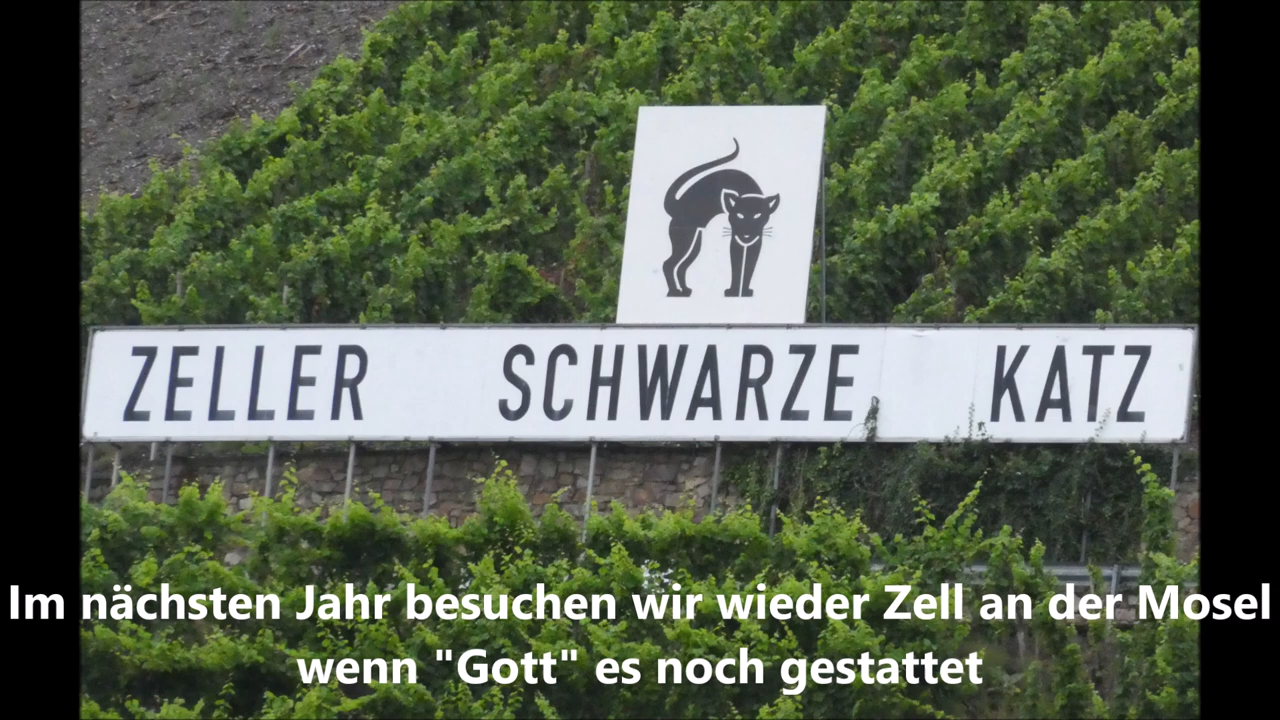 ZELLER SCHWARZE KATZ
Im nächsten Jahr besuchen wir wieder Zell an der Mosel
wenn "Gott" es noch gestattet